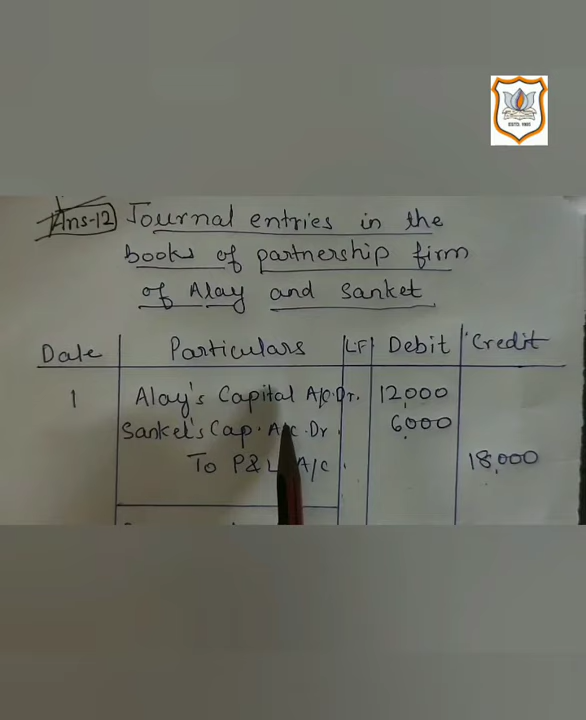 Ans-12 Journal entries in the
books of partnership firm
of Alay and Sanket
Date Particulars L.F Debit Credit
1 Alay's Capital A/C.Dr. 12,000
Sanket's Cap. A/c.Dr. 6,000
To P&L A/c. 18,000